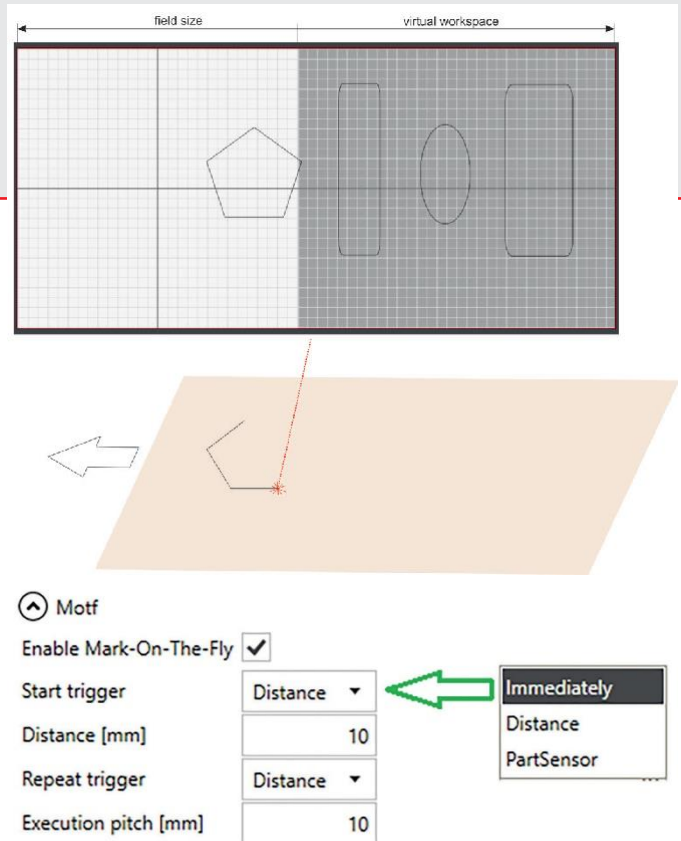 field size virtual workspace
Motf
Enable Mark-On-The-Fly
Start trigger Distance Immediately
Distance [mm] 10 Distance
PartSensor
Repeat trigger Distance
Execution pitch [mm] 10